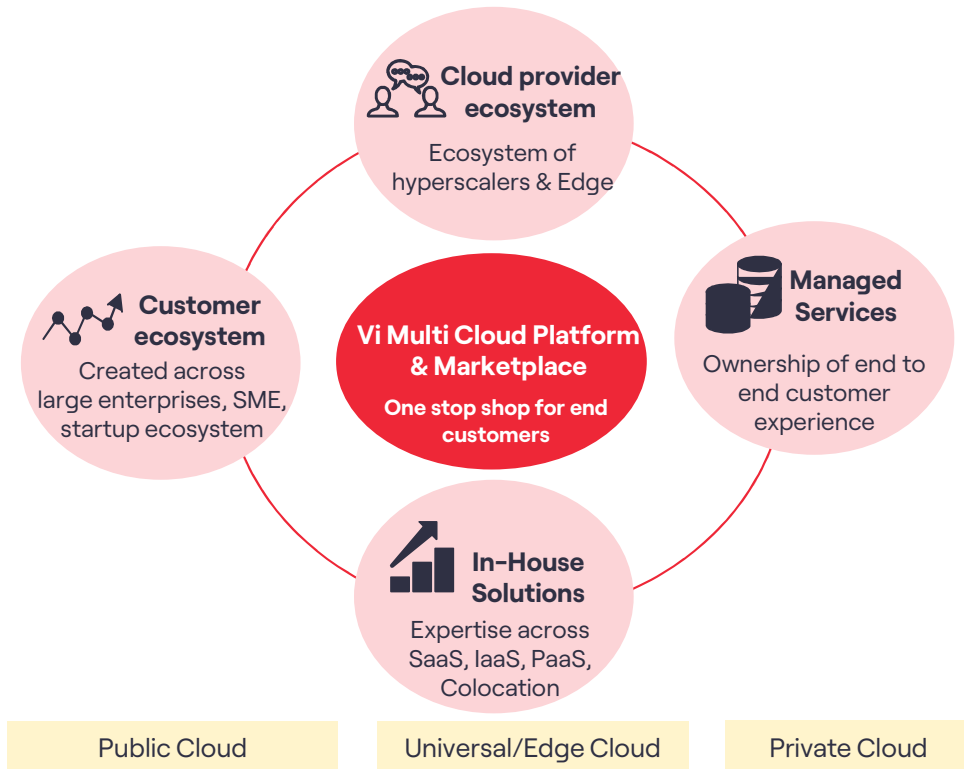 Cloud provider
ecosystem
Ecosystem of
hyperscalers & Edge
Customer
ecosystem
Created across
large enterprises, SME,
startup ecosystem
Vi Multi Cloud Platform
& Marketplace
One stop shop for end
customers
Managed
Services
Ownership of end to
end customer
experience
In-House
Solutions
Expertise across
SaaS, IaaS, PaaS,
Colocation
Public Cloud
Universal/Edge Cloud
Private Cloud